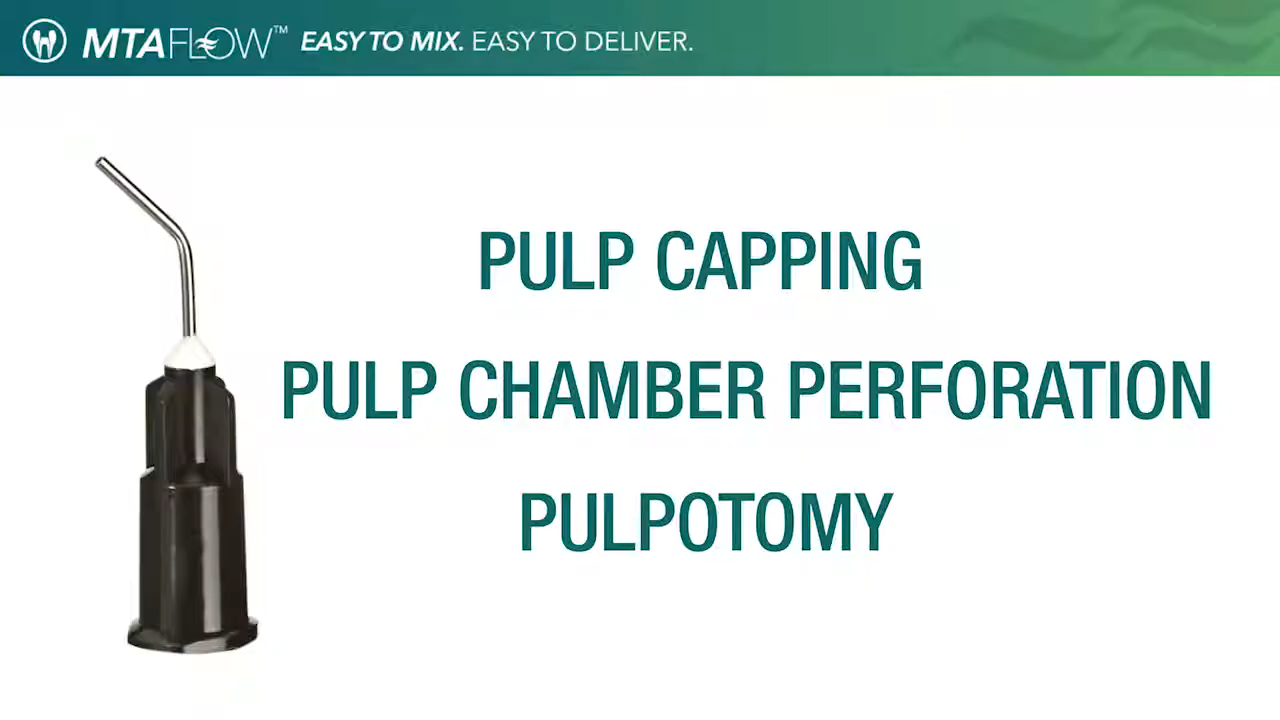 MTAFLOW™ EASY TO MIX. EASY TO DELIVER.
PULP CAPPING
PULP CHAMBER PERFORATION
PULPOTOMY